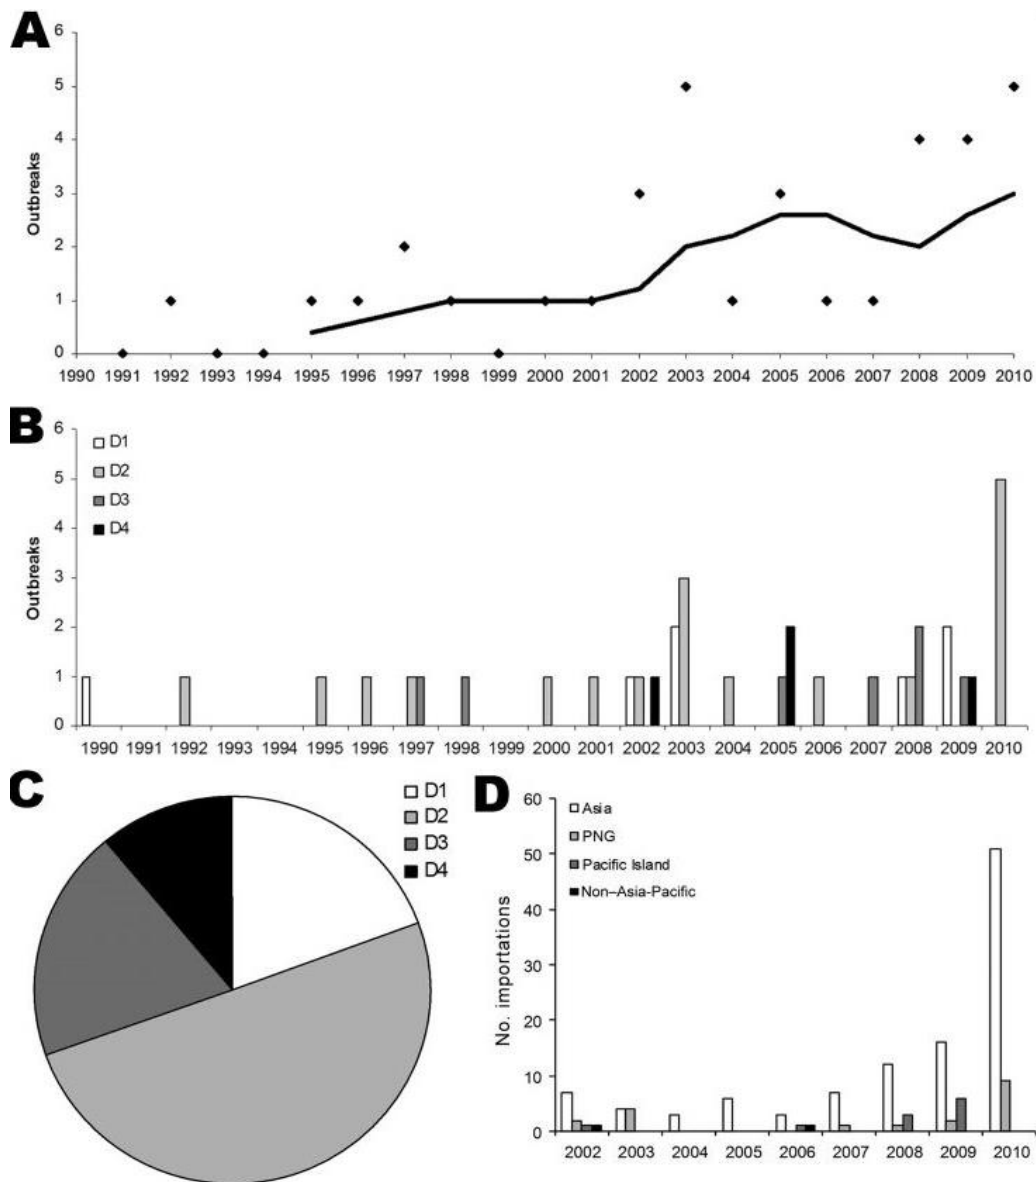 A
6
5
4
3
2
1
0
Outbreaks
1990 1991 1992 1993 1994 1995 1996 1997 1998 1999 2000 2001 2002 2003 2004 2005 2006 2007 2008 2009 2010
B
6
5
4
3
2
1
0
Outbreaks
D1
D2
D3
D4
1990 1991 1992 1993 1994 1995 1996 1997 1998 1999 2000 2001 2002 2003 2004 2005 2006 2007 2008 2009 2010
C
D1
D2
D3
D4
D
60
50
40
30
20
10
0
No. importations
Asia
PNG
Pacific Island
Non–Asia-Pacific
2002 2003 2004 2005 2006 2007 2008 2009 2010